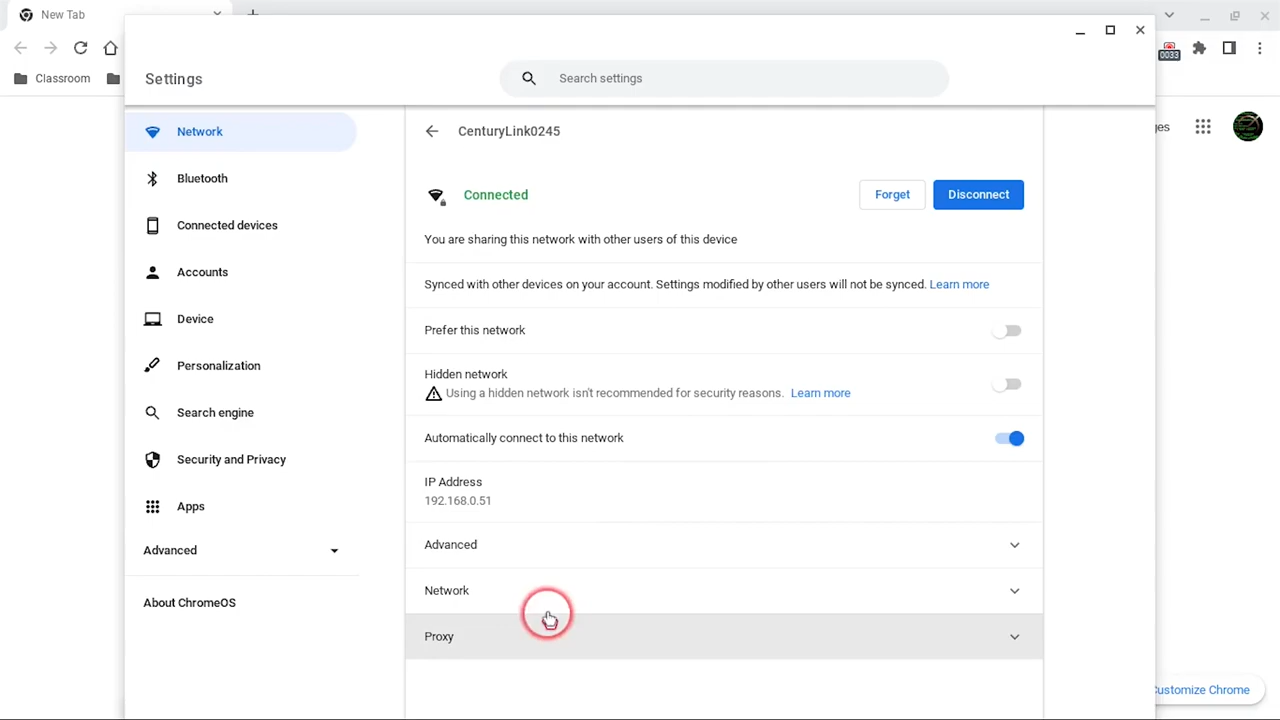 New Tab
Classroom
0033
Settings
Search settings
ges
Network
Bluetooth
Connected devices
Accounts
Device
Personalization
Search engine
Security and Privacy
Apps
Advanced
About ChromeOS
CenturyLink0245
Connected
Forget
Disconnect
You are sharing this network with other users of this device
Synced with other devices on your account. Settings modified by other users will not be synced. Learn more
Prefer this network
Hidden network
Using a hidden network isn't recommended for security reasons. Learn more
Automatically connect to this network
IP Address
192.168.0.51
Advanced
Network
Proxy
Customize Chrome